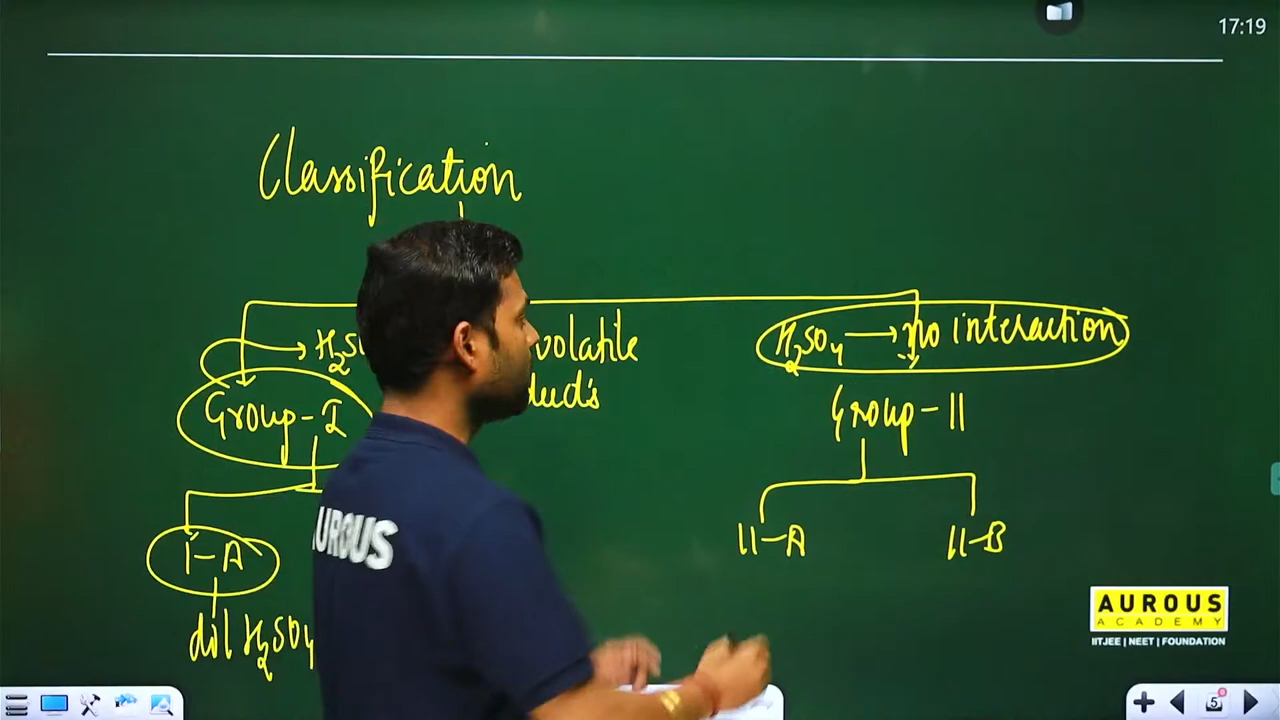 17:19
Classification
H₂SO₄ → no interaction
→ H₂S
volatile
Group-I
Group-II
I-A
II-A
II-B
dil H₂SO₄
AUROUS
AUROUS
ACADEMY
IITJEE | NEET | FOUNDATION
5